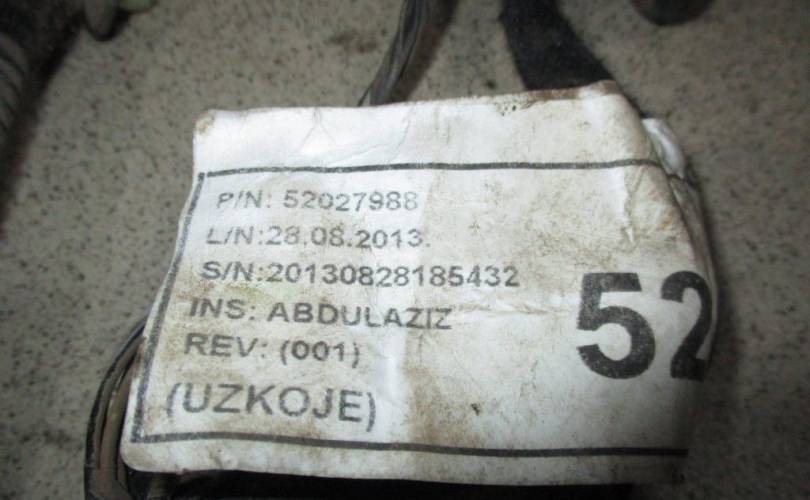 P/N: 52027988
L/N:28.08.2013.
S/N:20130828185432
INS: ABDULAZIZ
REV: (001)
(UZKOJE)
52